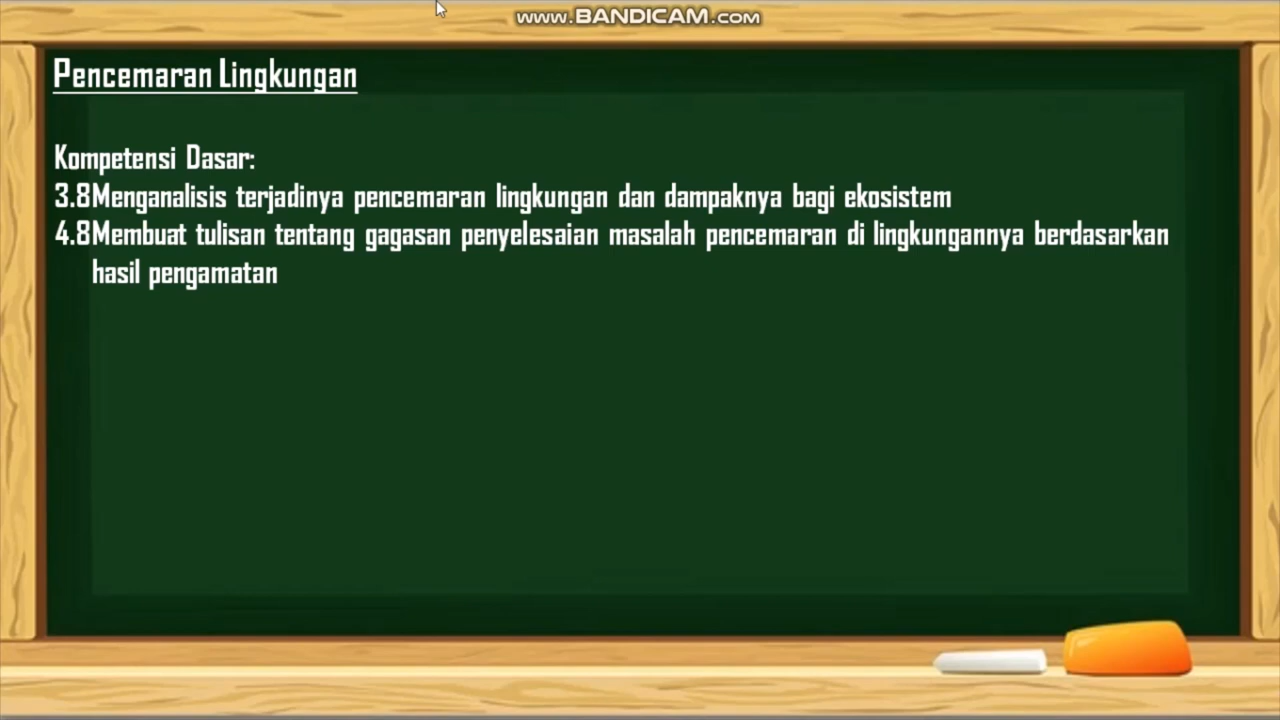 www.BANDICAM.com
Pencemaran Lingkungan
Kompetensi Dasar:
3.8Menganalisis terjadinya pencemaran lingkungan dan dampaknya bagi ekosistem
4.8Membuat tulisan tentang gagasan penyelesaian masalah pencemaran di lingkungannya berdasarkan
hasil pengamatan